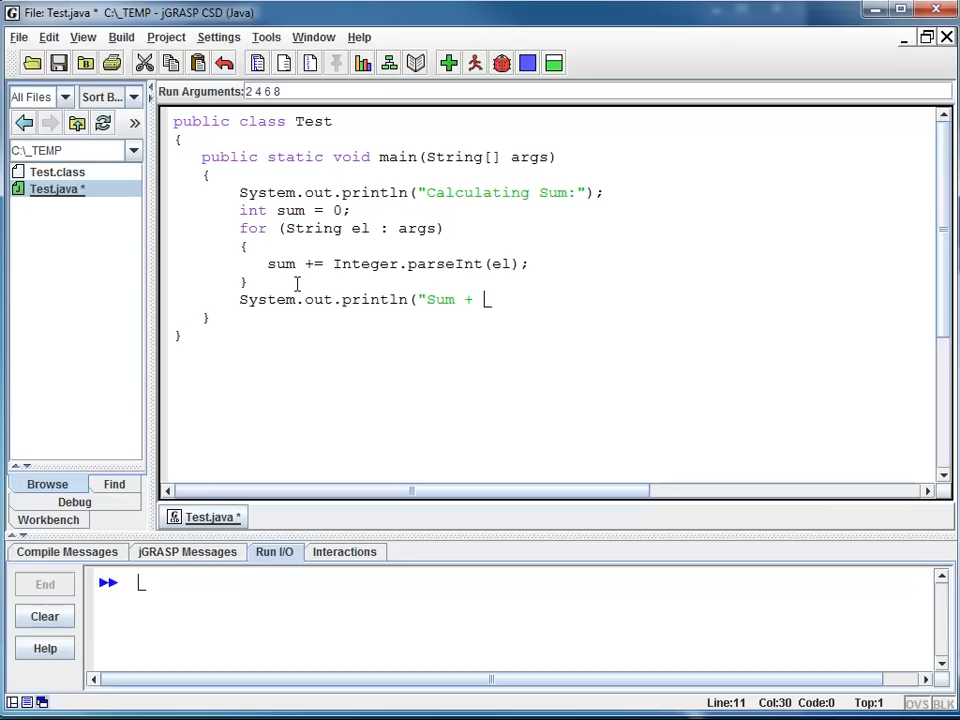 File: Test.java *  C:\_TEMP - jGRASP CSD (Java)
File Edit View Build Project Settings Tools Window Help
All Files Sort B... Run Arguments: 2 4 6 8
C:\_TEMP
Test.class
Test.java *
public class Test
{
public static void main(String[] args)
{
System.out.println("Calculating Sum:");
int sum = 0;
for (String el : args)
{
sum += Integer.parseInt(el);
}
System.out.println("Sum + 
}
}
Browse Find
Debug
Workbench
Test.java *
Compile Messages jGRASP Messages Run I/O Interactions
End
Clear
Help
Line:11 Col:30 Code:0 Top:1 OVS BLK